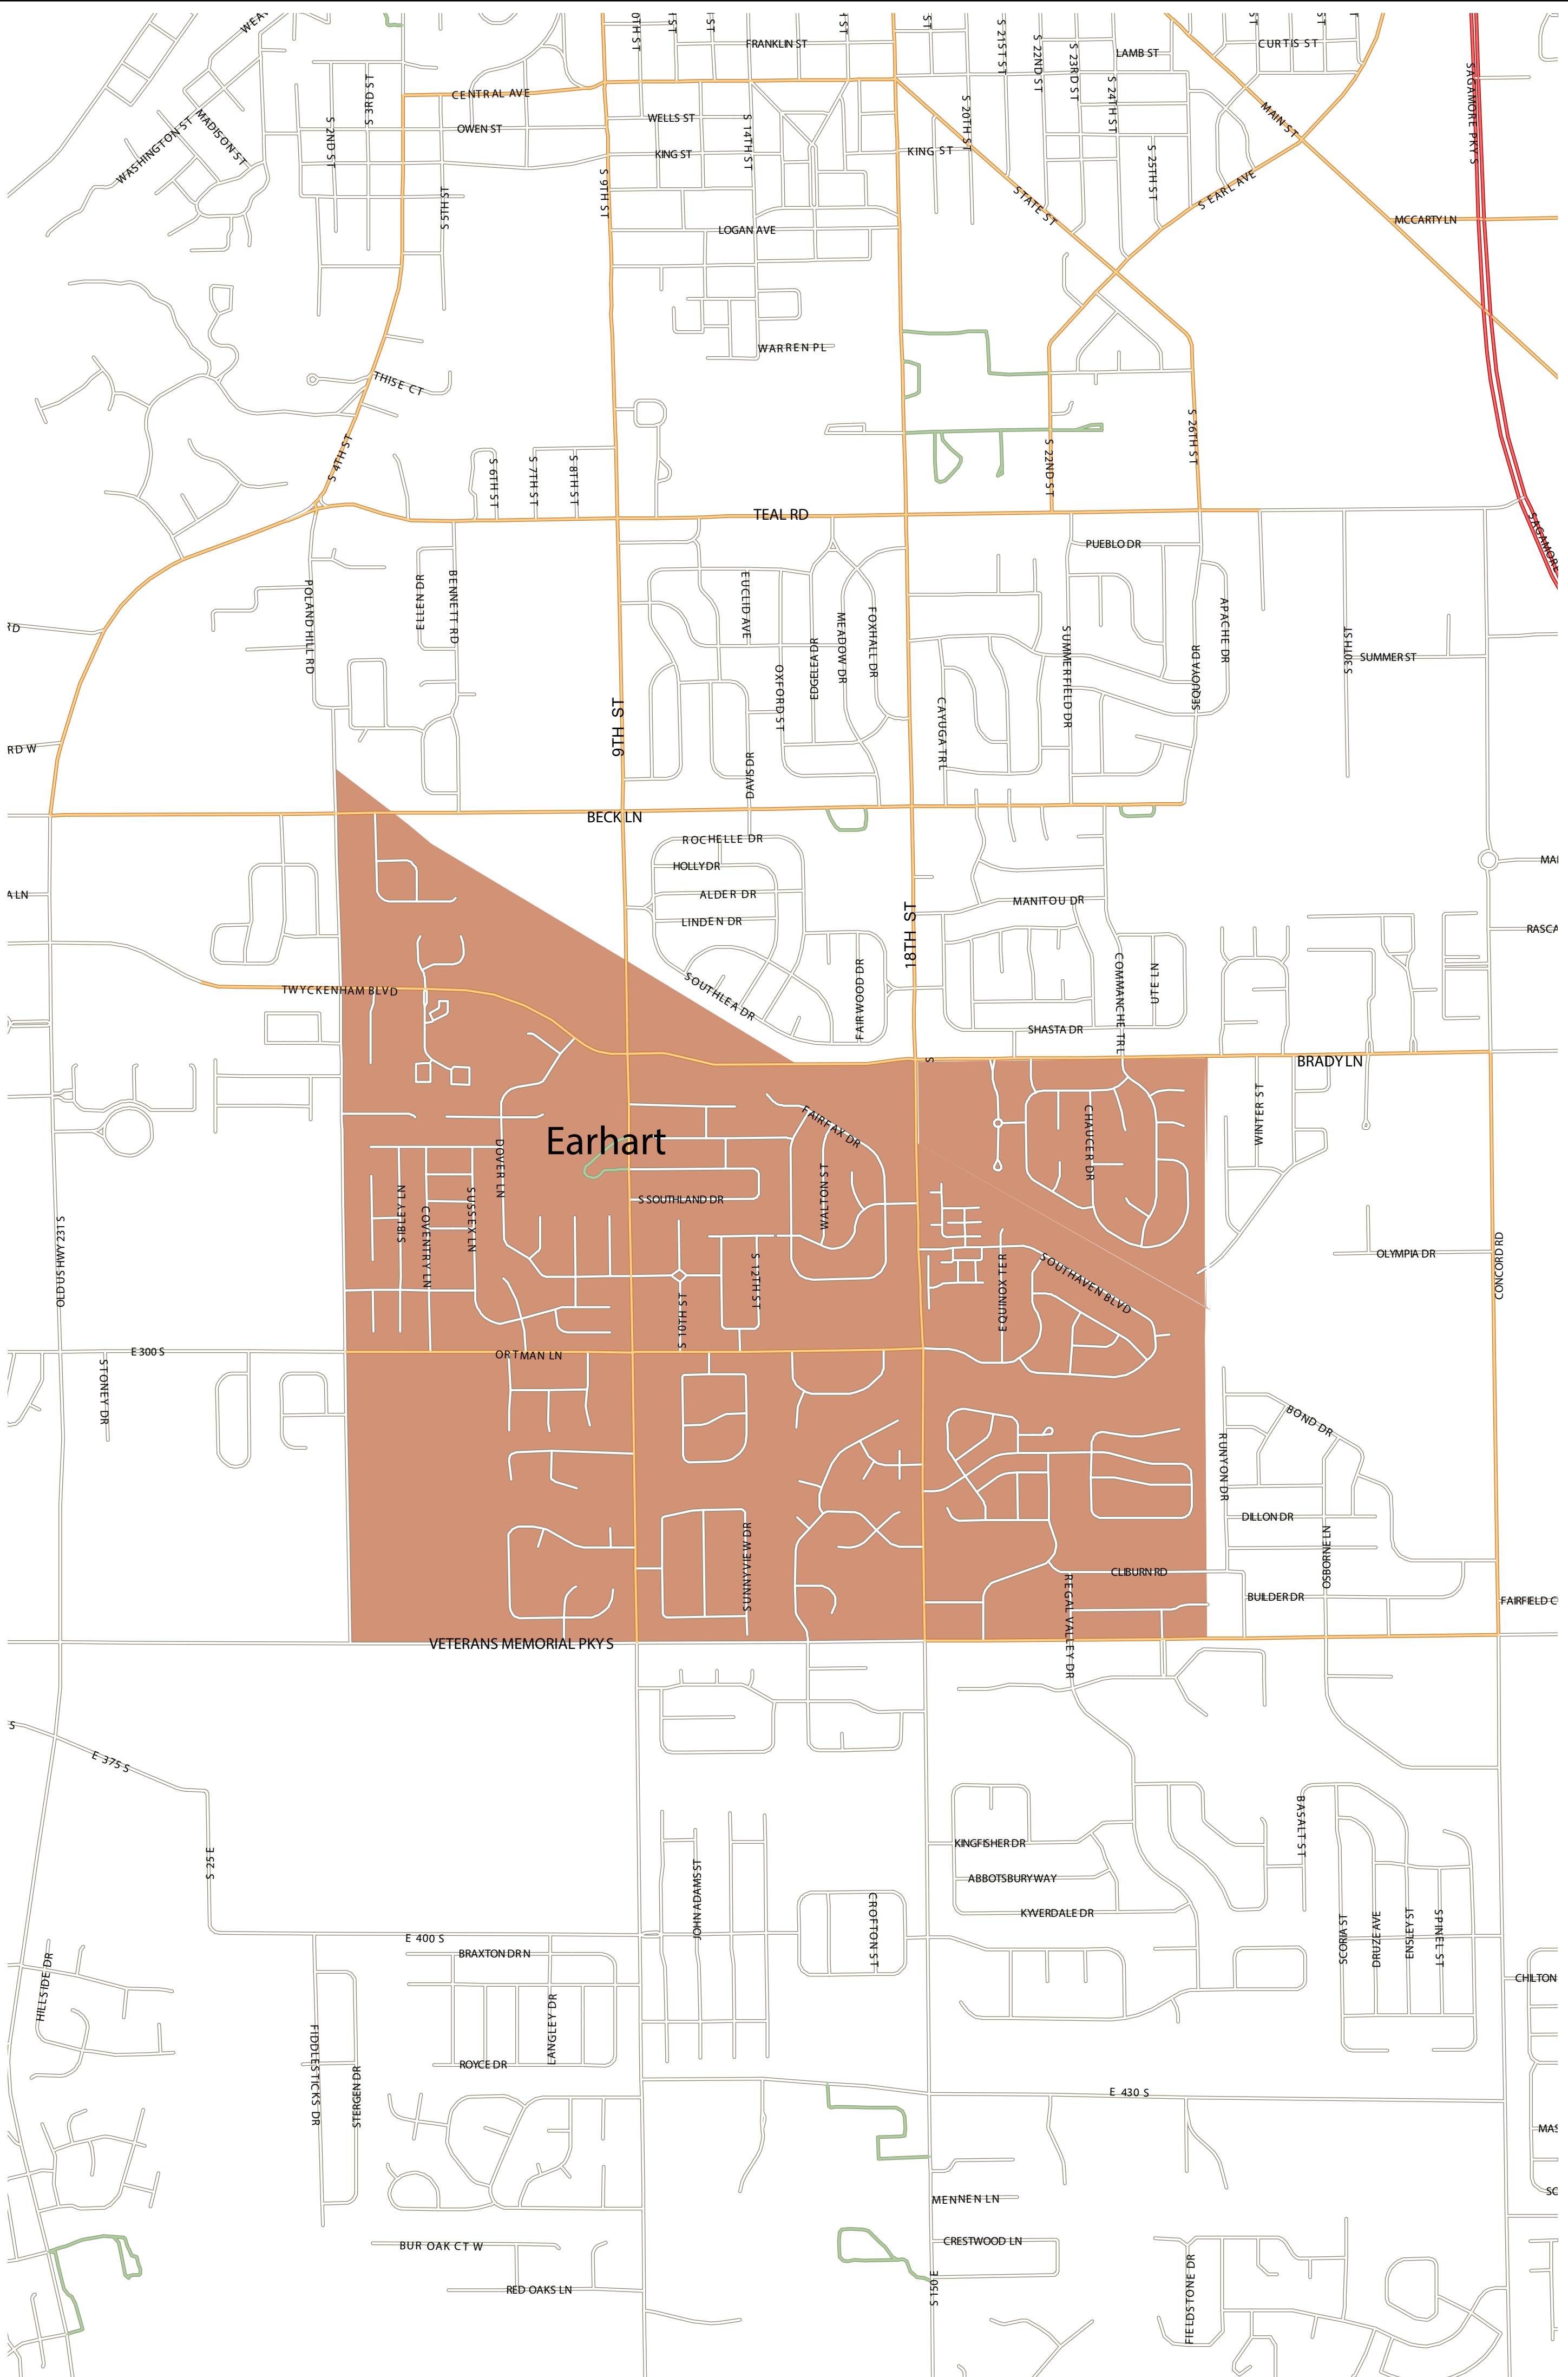 FRANKLIN ST
S 21ST ST
S 22ND ST
S 23RD ST
S 24TH ST
LAMB ST
CURTIS ST
SAGAMORE PKY S
S 3RD ST
CENTRAL AVE
S 2ND ST
OWEN ST
WELLS ST
S 14TH ST
S 20TH ST
MAIN ST
WASHINGTON ST
MADISON ST
KING ST
KING ST
S 25TH ST
S 9TH ST
S 5TH ST
STATE ST
S EARL AVE
MCCARTY LN
LOGAN AVE
WARREN PL
THISE CT
S 4TH ST
S 6TH ST
S 7TH ST
S 8TH ST
S 22ND ST
S 26TH ST
TEAL RD
SAGAMORE
PUEBLO DR
POLAND HILL RD
ELLEN DR
BENNETT RD
EUCLID AVE
OXFORD ST
EDGELEA DR
MEADOW DR
FOXHALL DR
CAYUGA TRL
SUMMERFIELD DR
SEQUOYA DR
APACHE DR
S 30TH ST
SUMMER ST
RD
RD W
9TH ST
DAVIS DR
BECK LN
ROCHELLE DR
HOLLY DR
ALDER DR
LINDEN DR
SOUTHLEA DR
FAIRWOOD DR
18TH ST
MANITOU DR
COMMANCHE TRL
UTE LN
SHASTA DR
A LN
MAI
RASCA
TWYCKENHAM BLVD
S
BRADY LN
Earhart
DOVER LN
FAIRFAX DR
WALTON ST
CHAUCER DR
WINTER ST
S SOUTHLAND DR
SIBLEY LN
COVENTRY LN
SUSSEX LN
S 10TH ST
S 12TH ST
EQUINOX TER
SOUTHAVEN BLVD
OLYMPIA DR
OLD US HWY 231 S
CONCORD RD
E 300 S
ORTMAN LN
STONEY DR
BOND DR
RUNYON DR
DILLON DR
OSBORNE LN
SUNNYVIEW DR
CLIBURN RD
REGAL VALLEY DR
BUILDER DR
FAIRFIELD C
VETERANS MEMORIAL PKY S
S
E 375 S
S 25 E
BASALT ST
KINGFISHER DR
ABBOTSBURY WAY
KYVERDALE DR
JOHN ADAMS ST
CROFTON ST
SCORIA ST
DRUZE AVE
ENSLEY ST
SPINEL ST
E 400 S
BRAXTON DR N
HILLSIDE DR
LANGLEY DR
CHILTON
FIDDLESTICKS DR
STERGEN DR
ROYCE DR
E 430 S
MAS
MENNEN LN
SC
BUR OAK CT W
CRESTWOOD LN
S 150 E
FIELDSTONE DR
RED OAKS LN